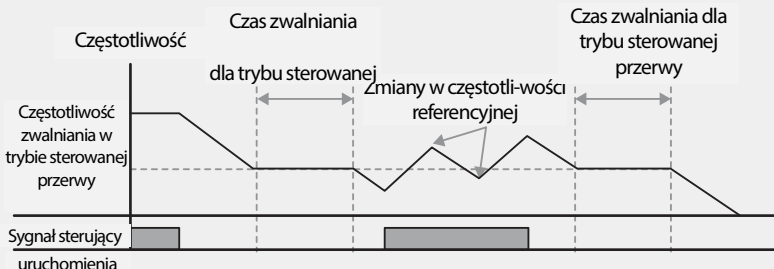 Częstotliwość
Czas zwalniania
dla trybu sterowanej
Zmiany w częstotli-wości
referencyjnej
Czas zwalniania dla
trybu sterowanej
przerwy
Częstotliwość
zwalniania w
trybie sterowanej
przerwy
Sygnał sterujący
uruchomienia